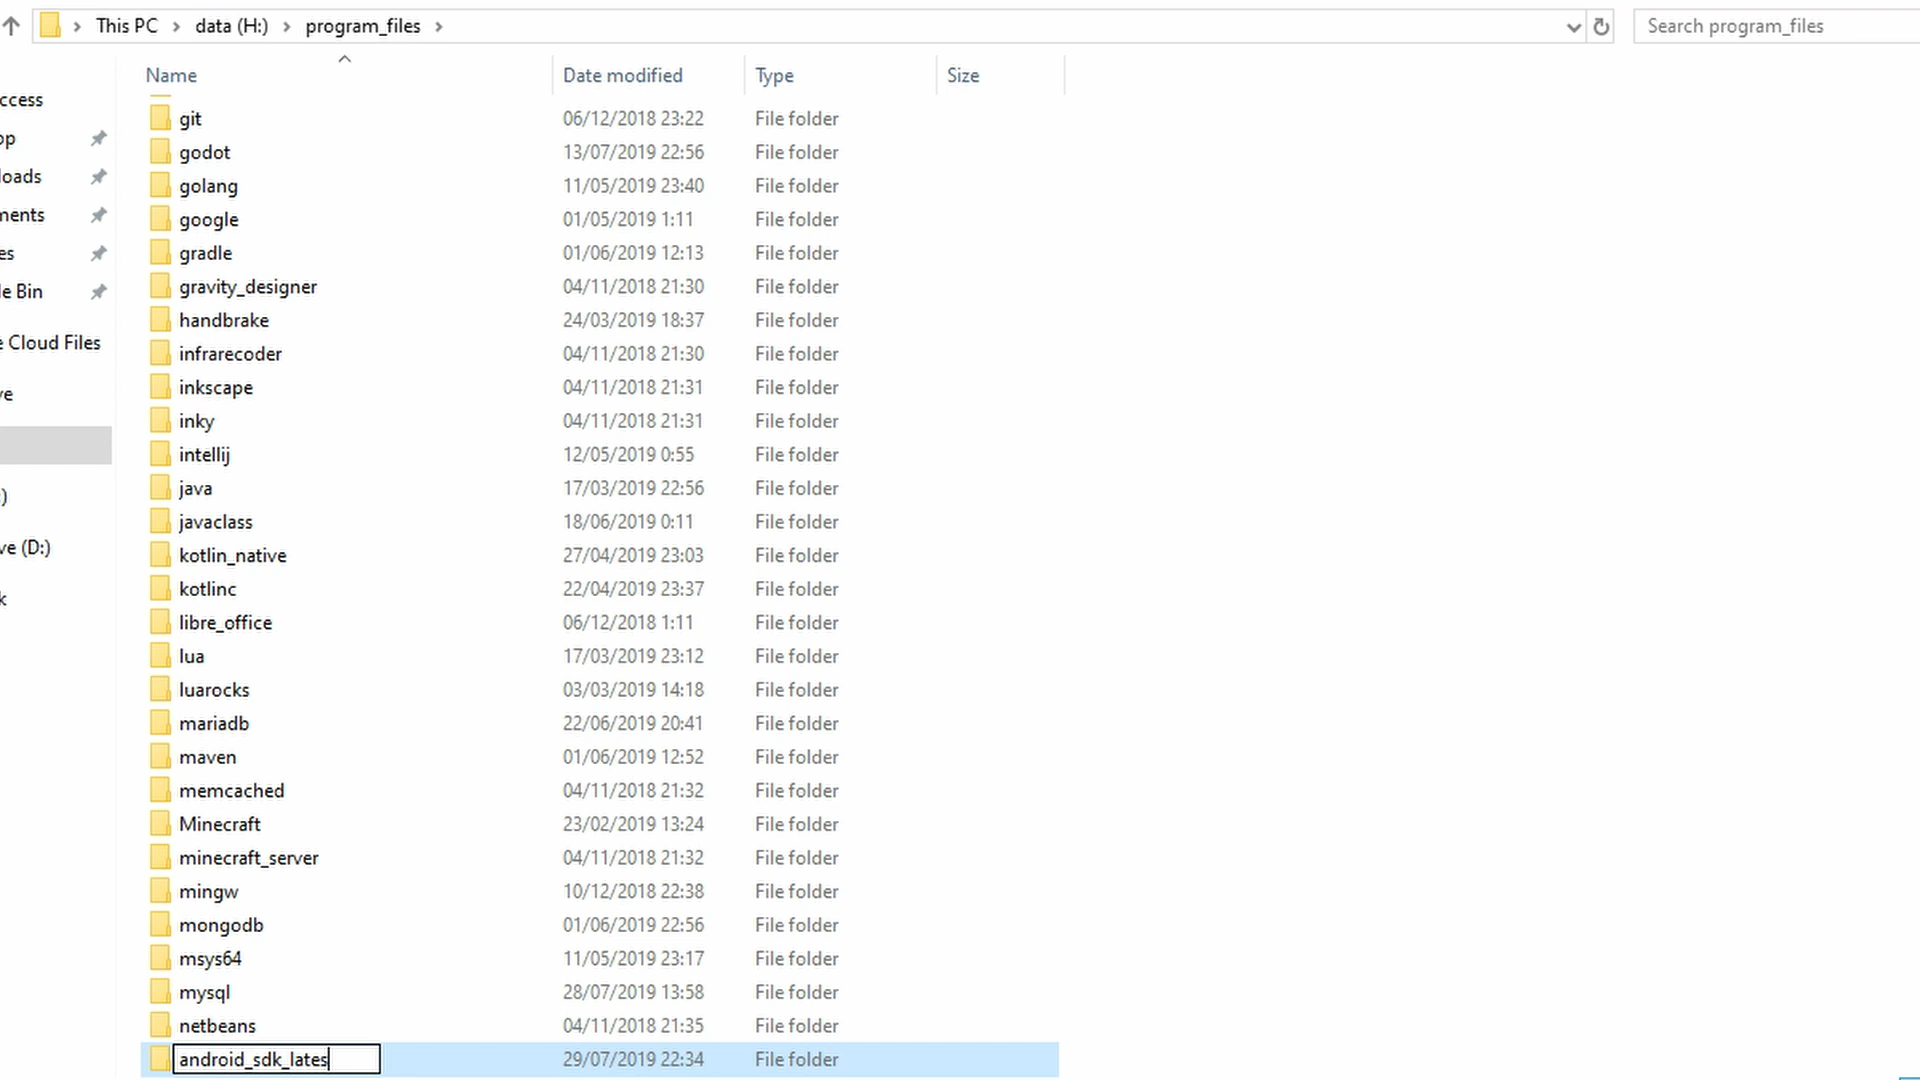 This PC > data (H:) > program_files > Search program_files
Name Date modified Type Size
ccess
op
loads
ments
es
le Bin
e Cloud Files
ve
:)
ve (D:)
k
git 06/12/2018 23:22 File folder
godot 13/07/2019 22:56 File folder
golang 11/05/2019 23:40 File folder
google 01/05/2019 1:11 File folder
gradle 01/06/2019 12:13 File folder
gravity_designer 04/11/2018 21:30 File folder
handbrake 24/03/2019 18:37 File folder
infrarecoder 04/11/2018 21:30 File folder
inkscape 04/11/2018 21:31 File folder
inky 04/11/2018 21:31 File folder
intellij 12/05/2019 0:55 File folder
java 17/03/2019 22:56 File folder
javaclass 18/06/2019 0:11 File folder
kotlin_native 27/04/2019 23:03 File folder
kotlinc 22/04/2019 23:37 File folder
libre_office 06/12/2018 1:11 File folder
lua 17/03/2019 23:12 File folder
luarocks 03/03/2019 14:18 File folder
mariadb 22/06/2019 20:41 File folder
maven 01/06/2019 12:52 File folder
memcached 04/11/2018 21:32 File folder
Minecraft 23/02/2019 13:24 File folder
minecraft_server 04/11/2018 21:32 File folder
mingw 10/12/2018 22:38 File folder
mongodb 01/06/2019 22:56 File folder
msys64 11/05/2019 23:17 File folder
mysql 28/07/2019 13:58 File folder
netbeans 04/11/2018 21:35 File folder
android_sdk_lates 29/07/2019 22:34 File folder